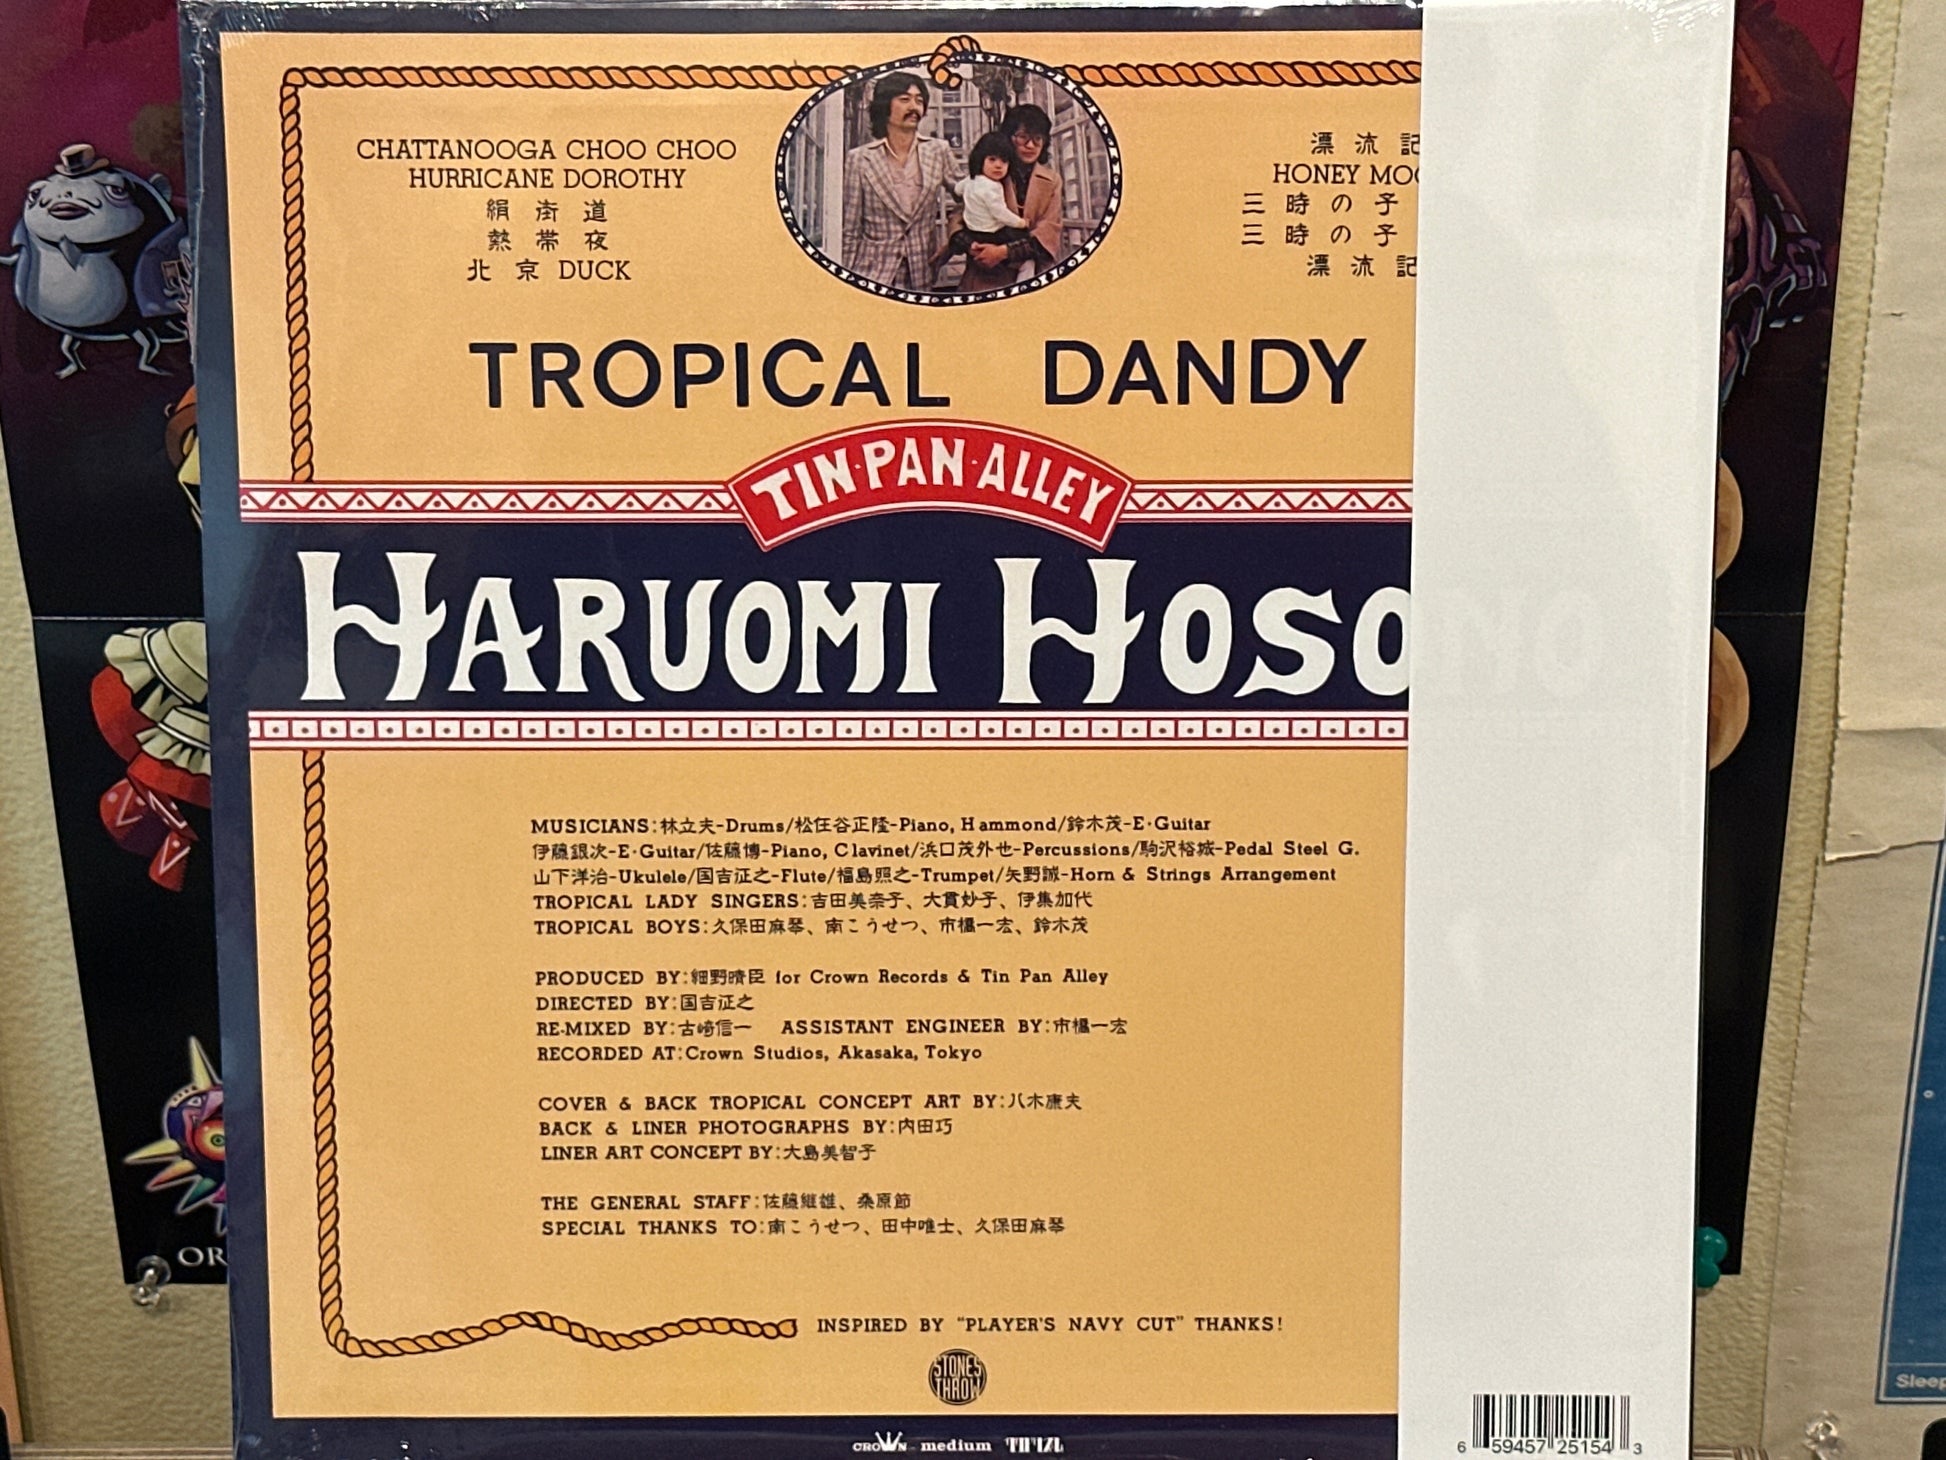 CHATTANOOGA CHOO CHOO
HURRICANE DOROTHY
絹街道
熱帯夜
北京 DUCK
漂流記
HONEY MOO
三時の子
三時の子
漂流記
TROPICAL DANDY
TIN·PAN·ALLEY
HARUOMI HOSO
MUSICIANS:林立夫-Drums/松任谷正隆-Piano, Hammond/鈴木茂-E·Guitar
伊藤銀次-E·Guitar/佐藤博-Piano, Clavinet/浜口茂外也-Percussions/駒沢裕城-Pedal Steel G.
山下洋治-Ukulele/国吉征之-Flute/福島照之-Trumpet/矢野誠-Horn & Strings Arrangement
TROPICAL LADY SINGERS:吉田美奈子、大貫妙子、伊集加代
TROPICAL BOYS:久保田麻琴、南こうせつ、市橋一宏、鈴木茂
PRODUCED BY:細野晴臣 for Crown Records & Tin Pan Alley
DIRECTED BY:国吉征之
RE-MIXED BY:古崎信一 ASSISTANT ENGINEER BY:市橋一宏
RECORDED AT:Crown Studios, Akasaka, Tokyo
COVER & BACK TROPICAL CONCEPT ART BY:八木康夫
BACK & LINER PHOTOGRAPHS BY:内田巧
LINER ART CONCEPT BY:大島美智子
THE GENERAL STAFF:佐藤継雄、桑原節
SPECIAL THANKS TO:南こうせつ、田中唯士、久保田麻琴
INSPIRED BY "PLAYER'S NAVY CUT" THANKS!
STONES
THROW
CROWN - medium
6 59457 25154 3
OR
Sleep